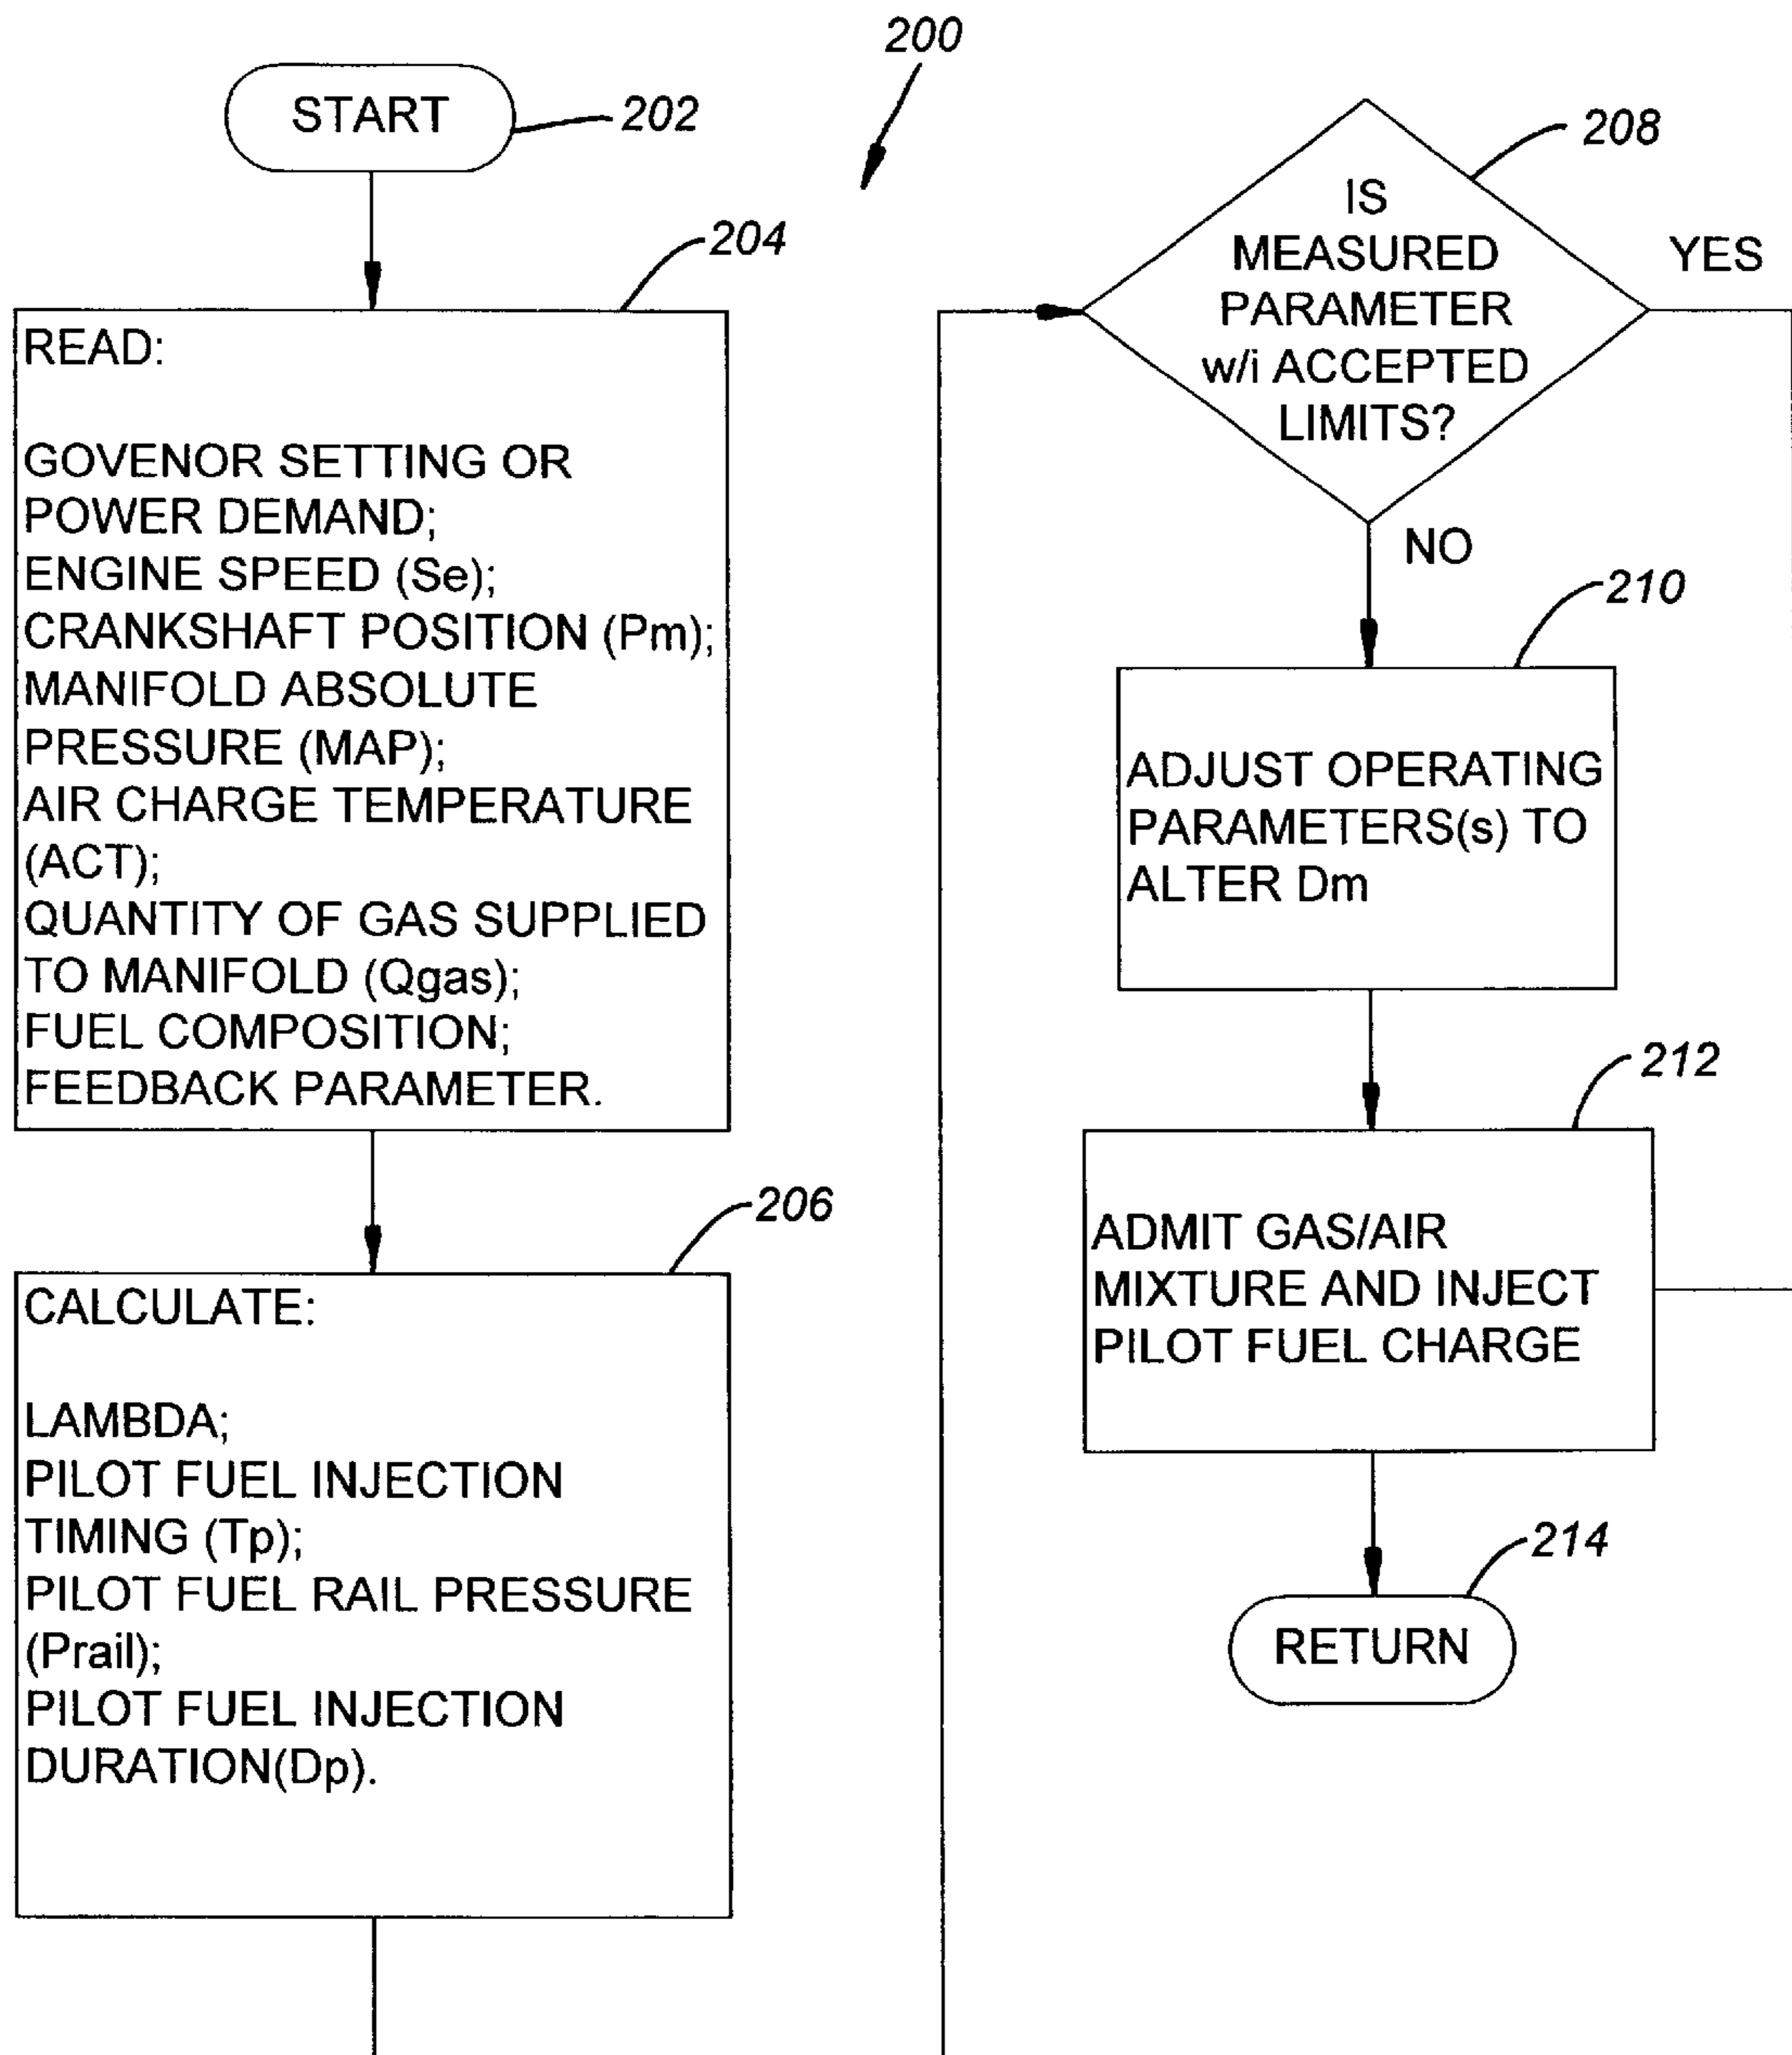 200
START
202
204
READ:
GOVENOR SETTING OR
POWER DEMAND;
ENGINE SPEED (Se);
CRANKSHAFT POSITION (Pm);
MANIFOLD ABSOLUTE
PRESSURE (MAP);
AIR CHARGE TEMPERATURE
(ACT);
QUANTITY OF GAS SUPPLIED
TO MANIFOLD (Qgas);
FUEL COMPOSITION;
FEEDBACK PARAMETER.
206
CALCULATE:
LAMBDA;
PILOT FUEL INJECTION
TIMING (Tp);
PILOT FUEL RAIL PRESSURE
(Prail);
PILOT FUEL INJECTION
DURATION(Dp).
208
IS
MEASURED
PARAMETER
w/i ACCEPTED
LIMITS?
YES
NO
210
ADJUST OPERATING
PARAMETERS(s) TO
ALTER Dm
212
ADMIT GAS/AIR
MIXTURE AND INJECT
PILOT FUEL CHARGE
214
RETURN